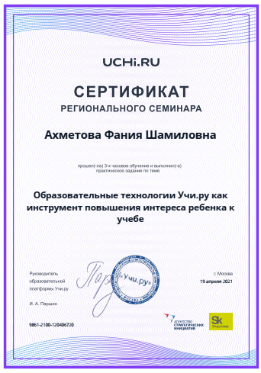 UCHi.RU
СЕРТИФИКАТ
РЕГИОНАЛЬНОГО СЕМИНАРА
Ахметова Фания Шамиловна
прошел(-ла) 3-х часовое обучение и выполнил(-а)
практическое задание по теме
Образовательные технологии Учи.ру как
инструмент повышения интереса ребенка к
учебе
Руководитель
образовательной
платформы Учи.ру
И. А. Паршин
«Учи.ру»
г. Москва
19 апреля 2021
АГЕНТСТВО
СТРАТЕГИЧЕСКИХ
ИНИЦИАТИВ
Sk